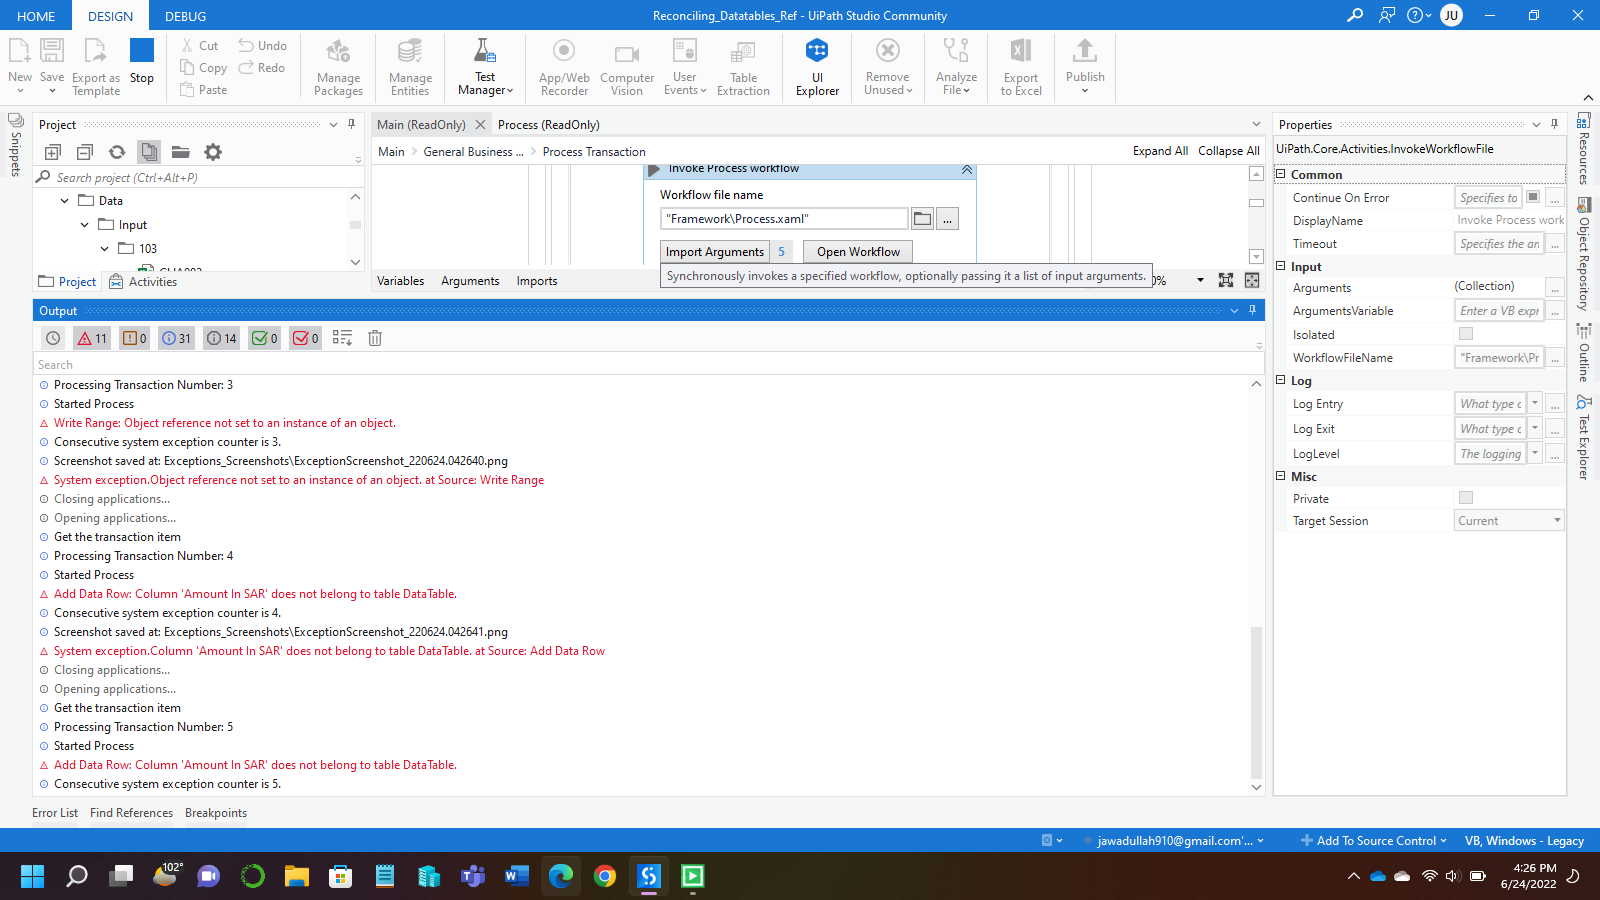 HOME DESIGN DEBUG Reconciling_Datatables_Ref - UiPath Studio Community JU
New Save Export as Template Stop Cut Copy Paste Undo Redo Manage Packages Manage Entities Test Manager App/Web Recorder Computer Vision User Events Table Extraction UI Explorer Remove Unused Analyze File Export to Excel Publish
Snippets
Project
Search project (Ctrl+Alt+P)
Data
Input
103
Project Activities
Main (ReadOnly) Process (ReadOnly)
Main General Business ... Process Transaction Expand All Collapse All
Invoke Process workflow
Workflow file name
"Framework\Process.xaml" ...
Import Arguments 5 Open Workflow
Synchronously invokes a specified workflow, optionally passing it a list of input arguments.
Variables Arguments Imports 0%
Output
11 0 31 14 0 0
Search
Processing Transaction Number: 3
Started Process
Write Range: Object reference not set to an instance of an object.
Consecutive system exception counter is 3.
Screenshot saved at: Exceptions_Screenshots\ExceptionScreenshot_220624.042640.png
System exception.Object reference not set to an instance of an object. at Source: Write Range
Closing applications...
Opening applications...
Get the transaction item
Processing Transaction Number: 4
Started Process
Add Data Row: Column 'Amount In SAR' does not belong to table DataTable.
Consecutive system exception counter is 4.
Screenshot saved at: Exceptions_Screenshots\ExceptionScreenshot_220624.042641.png
System exception.Column 'Amount In SAR' does not belong to table DataTable. at Source: Add Data Row
Closing applications...
Opening applications...
Get the transaction item
Processing Transaction Number: 5
Started Process
Add Data Row: Column 'Amount In SAR' does not belong to table DataTable.
Consecutive system exception counter is 5.
Error List Find References Breakpoints
Properties
UiPath.Core.Activities.InvokeWorkflowFile
Common
Continue On Error Specifies to ...
DisplayName Invoke Process work
Timeout Specifies the an ...
Input
Arguments (Collection) ...
ArgumentsVariable Enter a VB expr ...
Isolated
WorkflowFileName "Framework\Pr ...
Log
Log Entry What type c ...
Log Exit What type c ...
LogLevel The logging ...
Misc
Private
Target Session Current
Resources
Object Repository
Outline
Test Explorer
jawadullah910@gmail.com'... Add To Source Control VB, Windows - Legacy
102°
4:26 PM
6/24/2022